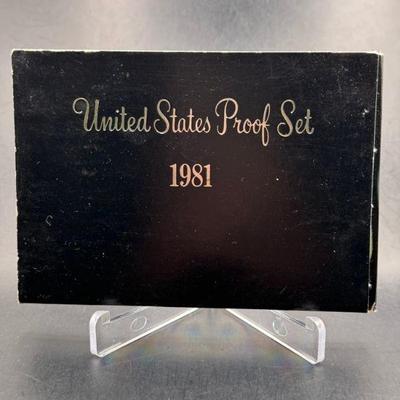 United States Proof Set
1981